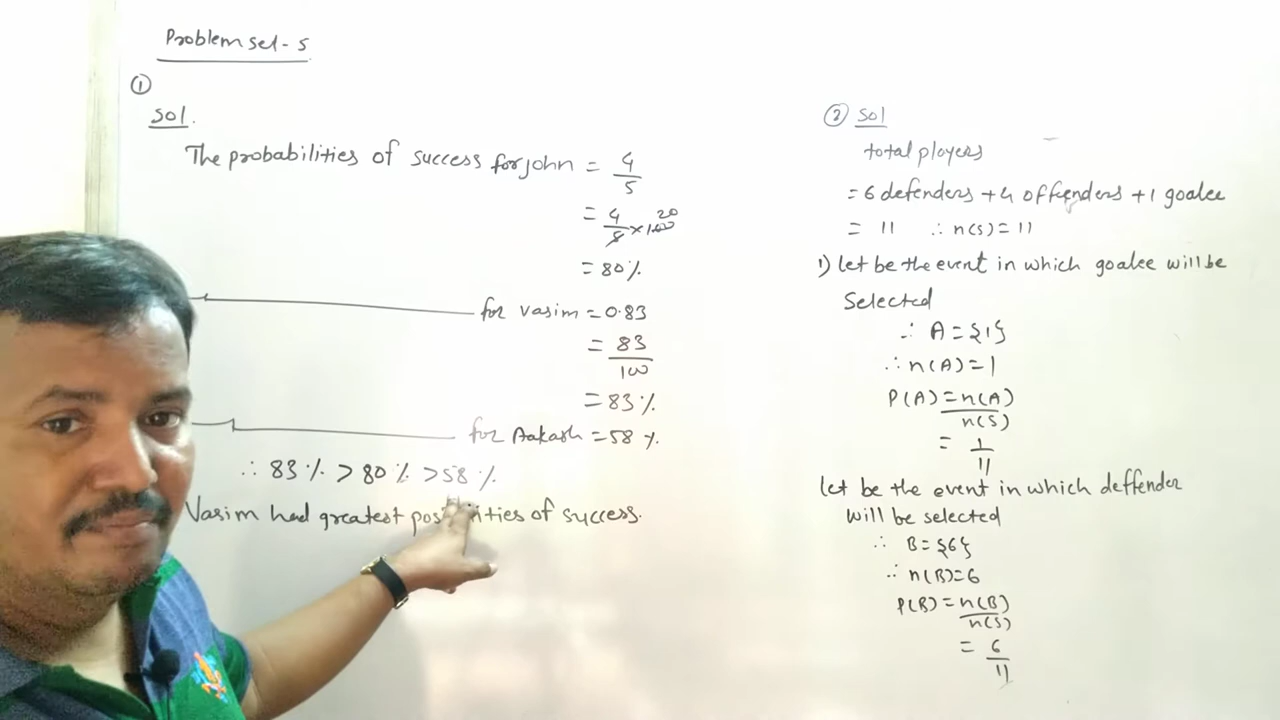 Problem set - 5
①
Sol.
The probabilities of success for john = 4/5
= 4/5 × 100 20
= 80%
for vasim = 0.83
= 83/100
= 83%
for Aakash = 58 %.
∴ 83% > 80% > 58%
Vasim had greatest of success.
② Sol
total players
= 6 defenders + 4 offenders + 1 goalee
= 11 ∴ n(s) = 11
1) let be the event in which goalee will be
Selected
∴ A = {1}
∴ n(A) = 1
P(A) = n(A)/n(S)
= 1/11
let be the event in which deffender
will be selected
∴ B = {6}
∴ n(B) = 6
P(B) = n(B)/n(S)
= 6/11